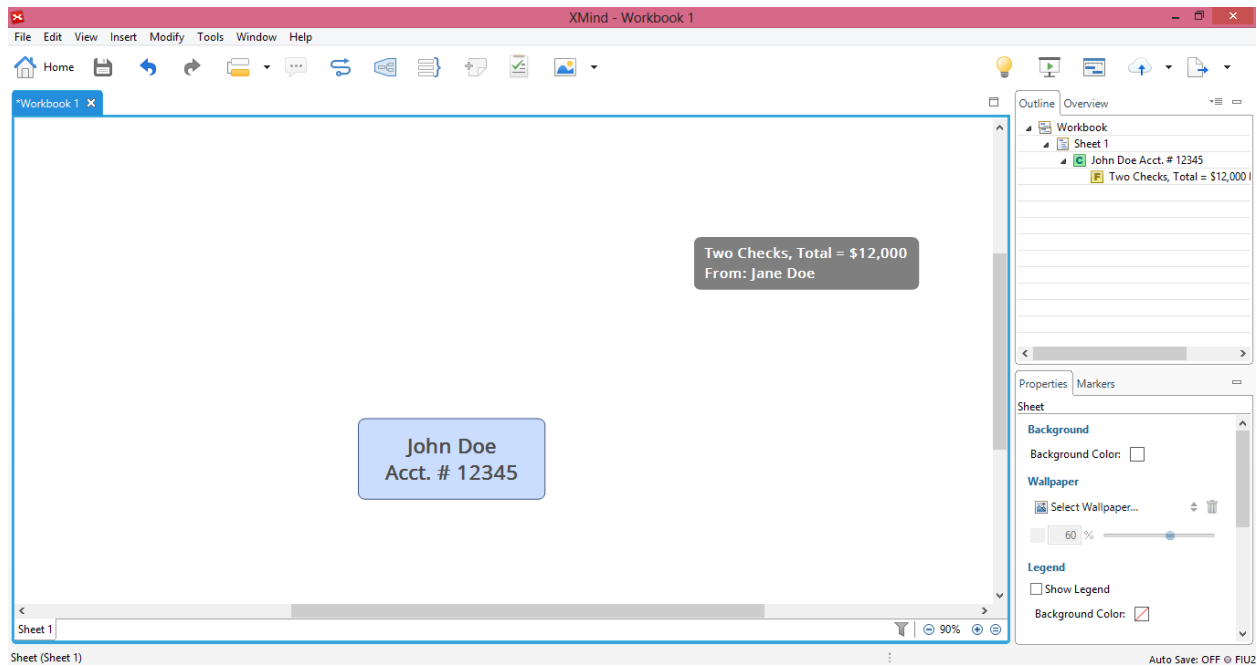 XMind - Workbook 1
File Edit View Insert Modify Tools Window Help
Home
*Workbook 1
Outline Overview
Workbook
Sheet 1
John Doe Acct. # 12345
Two Checks, Total = $12,000
Two Checks, Total = $12,000
From: Jane Doe
John Doe
Acct. # 12345
Properties Markers
Sheet
Background
Background Color:
Wallpaper
Select Wallpaper...
60 %
Legend
Show Legend
Background Color:
Sheet 1
90%
Sheet (Sheet 1)
Auto Save: OFF FIU2